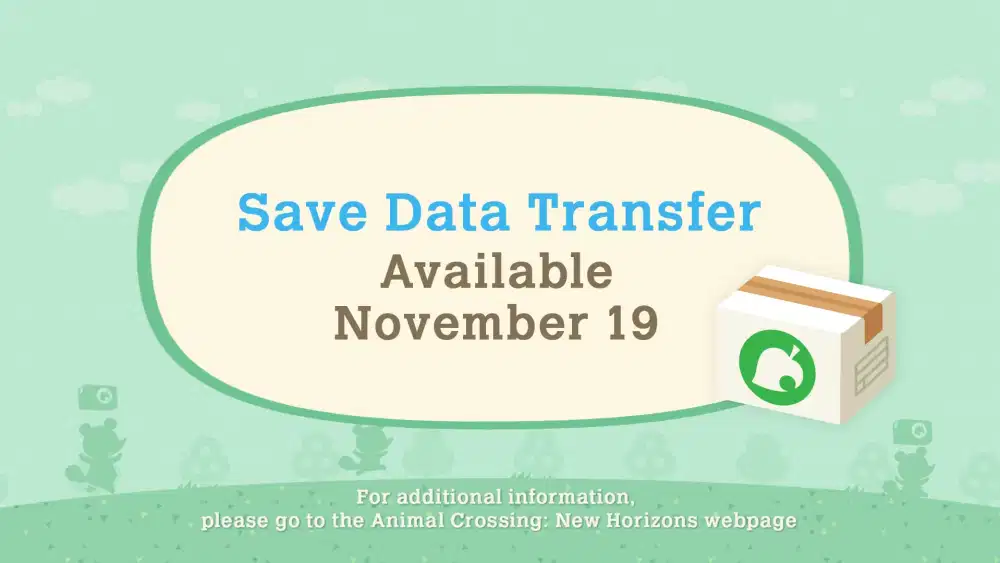 Save Data Transfer
Available
November 19
For additional information,
please go to the Animal Crossing: New Horizons webpage